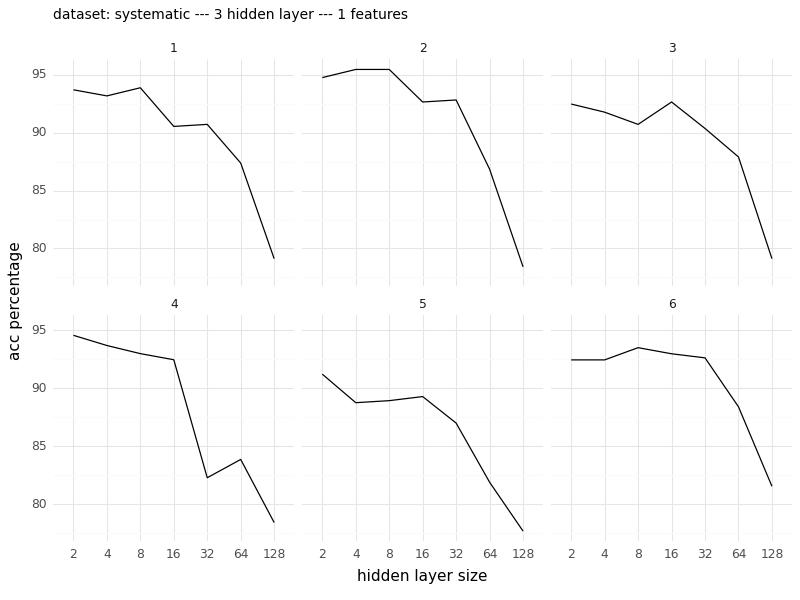 dataset: systematic --- 3 hidden layer --- 1 features
1 2 3
95
90
85
80
4 5 6
95
90
85
80
acc percentage
2 4 8 16 32 64 128 2 4 8 16 32 64 128 2 4 8 16 32 64 128
hidden layer size